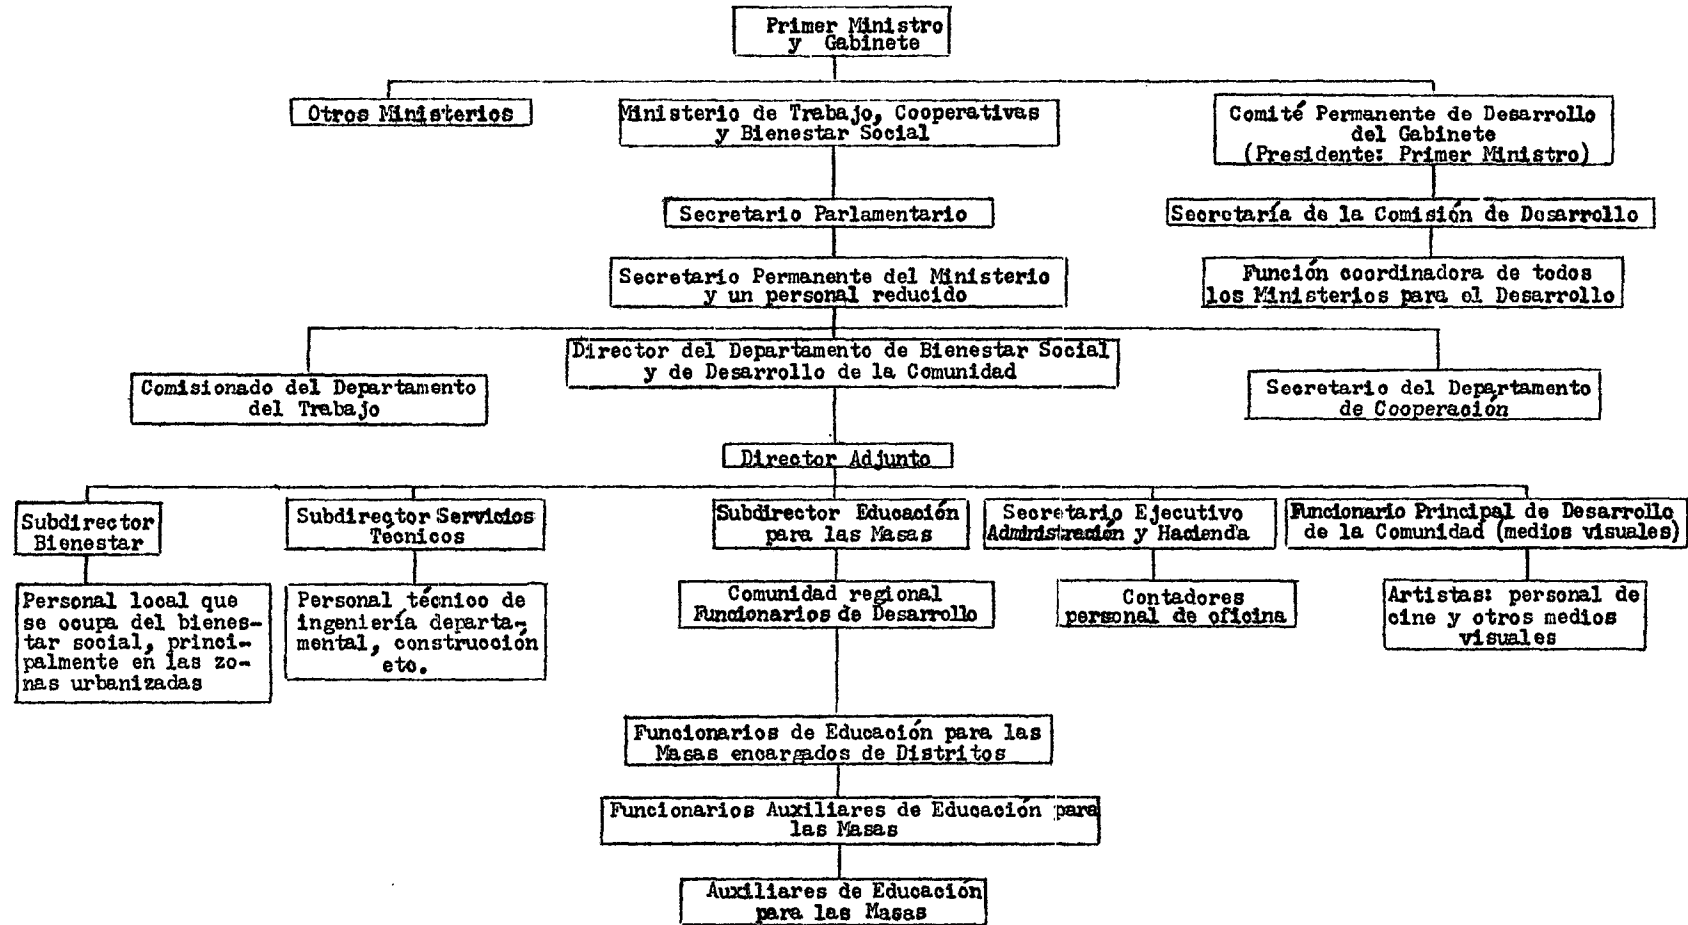 Primer Ministro
y Gabinete
Otros Ministerios
Ministerio de Trabajo, Cooperativas
y Bienestar Social
Comité Permanente de Desarrollo
del Gabinete
(Presidente: Primer Ministro)
Secretario Parlamentario
Secretaría de la Comisión de Desarrollo
Secretario Permanente del Ministerio
y un personal reducido
Función coordinadora de todos
los Ministerios para el Desarrollo
Comisionado del Departamento
del Trabajo
Director del Departamento de Bienestar Social
y de Desarrollo de la Comunidad
Secretario del Departamento
de Cooperación
Director Adjunto
Subdirector
Bienestar
Subdirector Servicios
Técnicos
Subdirector Educación
para las Masas
Secretario Ejecutivo
Administración y Hacienda
Funcionario Principal de Desarrollo
de la Comunidad (medios visuales)
Personal local que
se ocupa del bienes-
tar social, princi-
palmente en las zo-
nas urbanizadas
Personal técnico de
ingeniería departa-
mental, construcción
etc.
Comunidad regional
Funcionarios de Desarrollo
Contadores
personal de oficina
Artistas: personal de
cine y otros medios
visuales
Funcionarios de Educación para las
Masas encargados de Distritos
Funcionarios Auxiliares de Educación para
las Masas
Auxiliares de Educación
para las Masas